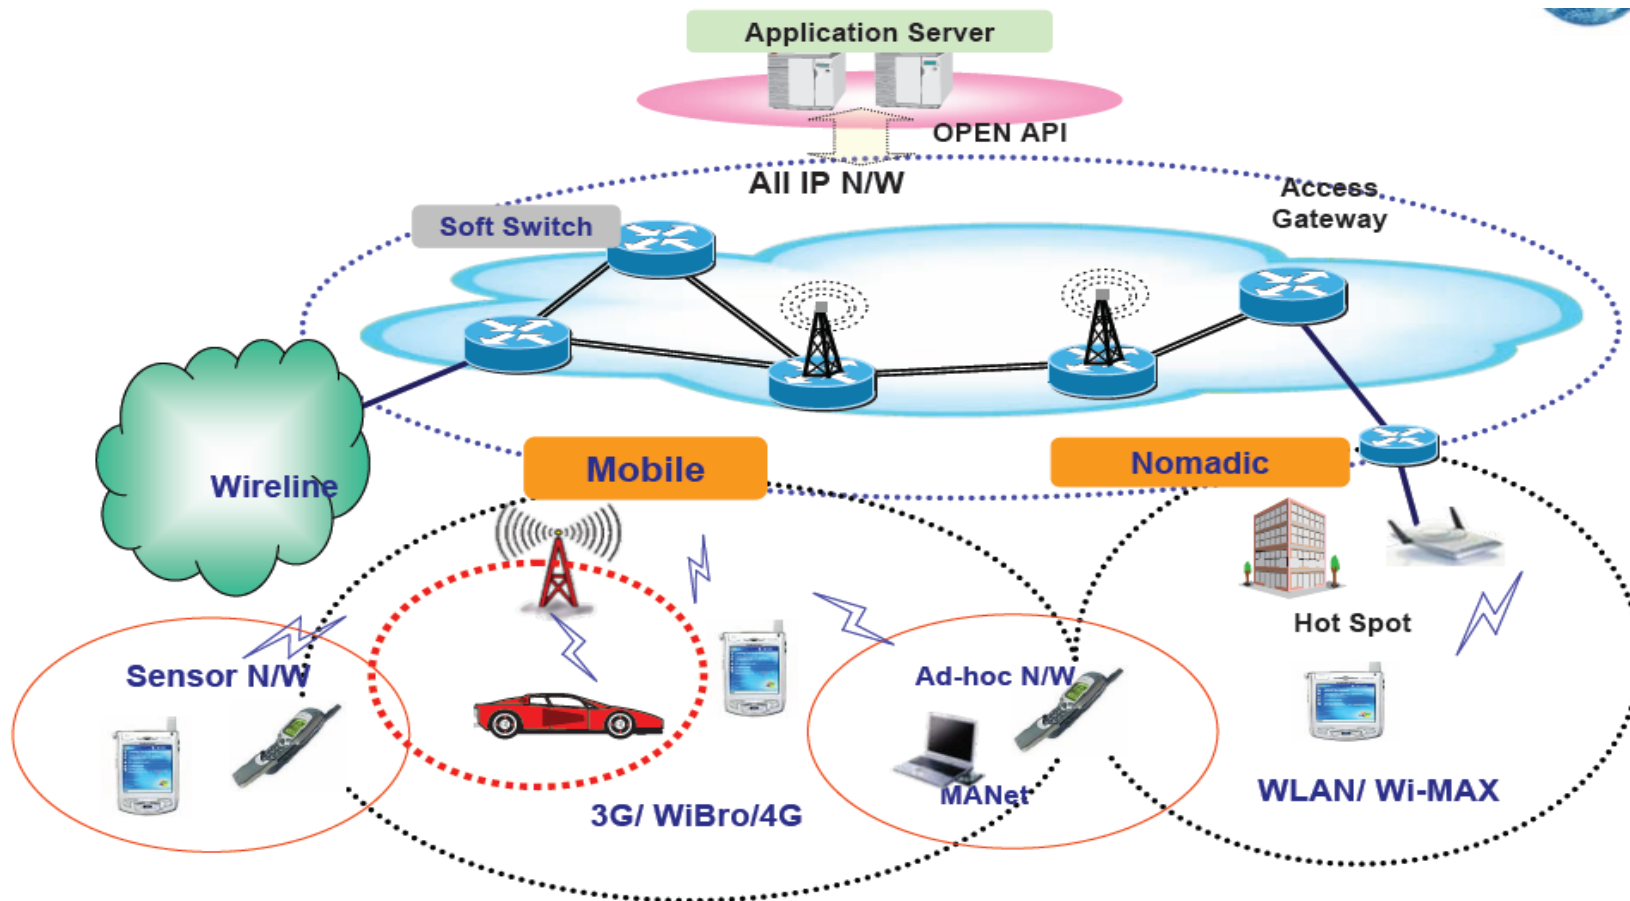 Application Server
OPEN API
All IP N/W
Access
Gateway
Soft Switch
Mobile
Nomadic
Wireline
Hot Spot
Sensor N/W
Ad-hoc N/W
MANet
WLAN/ Wi-MAX
3G/ WiBro/4G